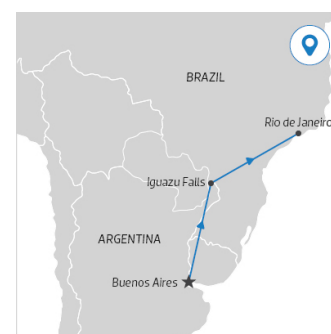 BRAZIL
Rio de Janeiro
Iguazu Falls
ARGENTINA
Buenos Aires